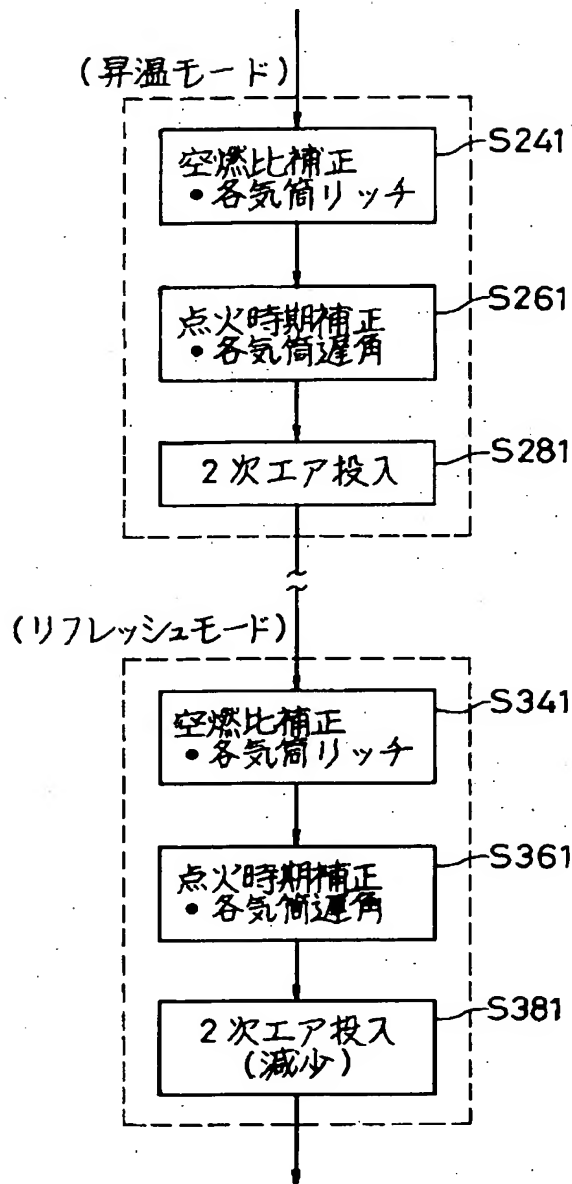 (昇温モード)
空燃比補正
• 各気筒リッチ
S241
点火時期補正
• 各気筒遅角
S261
2次エア投入
S281
(リフレッシュモード)
空燃比補正
• 各気筒リッチ
S341
点火時期補正
• 各気筒遅角
S361
2次エア投入
(減少)
S381